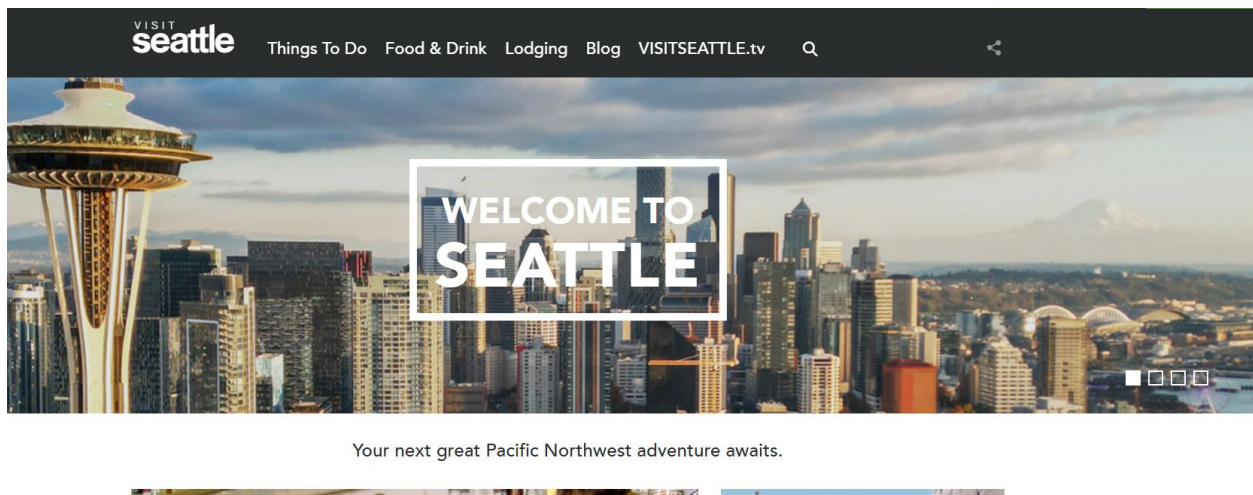 VISIT
seattle
Things To Do Food & Drink Lodging Blog VISITSEATTLE.tv
WELCOME TO
SEATTLE
Your next great Pacific Northwest adventure awaits.